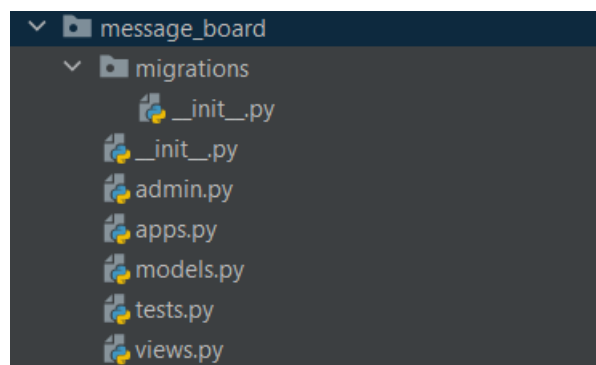 message_board
migrations
__init__.py
__init__.py
admin.py
apps.py
models.py
tests.py
views.py